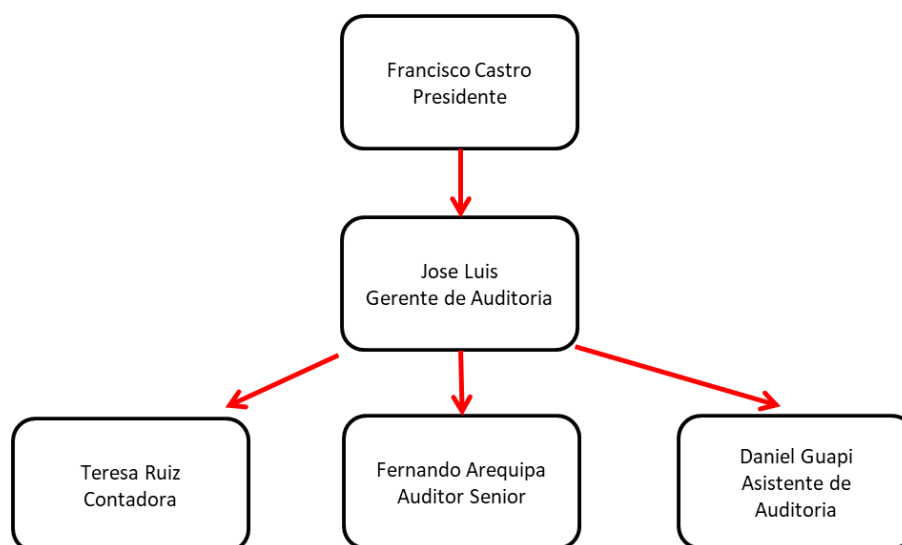 Francisco Castro
Presidente
Jose Luis
Gerente de Auditoria
Teresa Ruiz
Contadora
Fernando Arequipa
Auditor Senior
Daniel Guapi
Asistente de
Auditoria